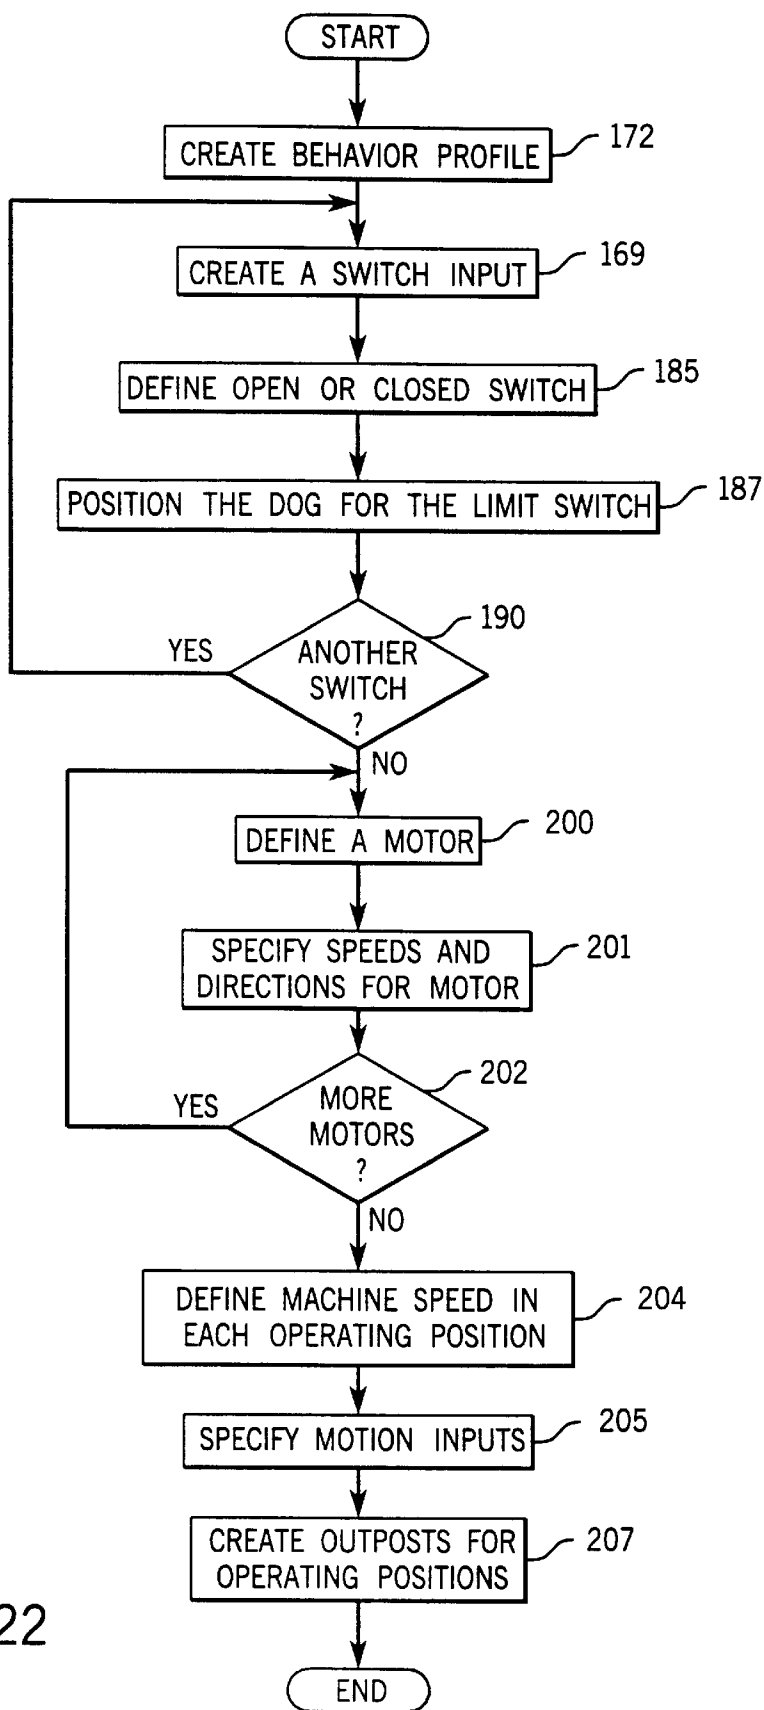 START
CREATE BEHAVIOR PROFILE
172
CREATE A SWITCH INPUT
169
DEFINE OPEN OR CLOSED SWITCH
185
POSITION THE DOG FOR THE LIMIT SWITCH
187
190
YES
ANOTHER
SWITCH
?
NO
DEFINE A MOTOR
200
SPECIFY SPEEDS AND
DIRECTIONS FOR MOTOR
201
202
YES
MORE
MOTORS
?
NO
DEFINE MACHINE SPEED IN
EACH OPERATING POSITION
204
SPECIFY MOTION INPUTS
205
CREATE OUTPOSTS FOR
OPERATING POSITIONS
207
22
END